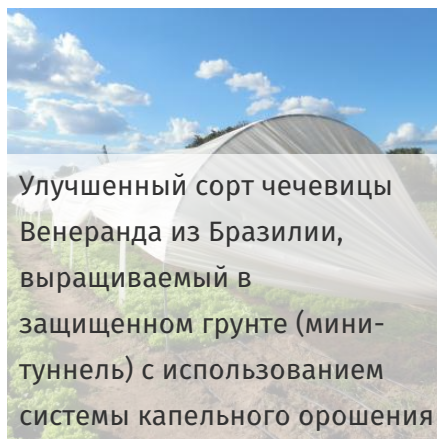 Улучшенный сорт чечевицы
Венеранда из Бразилии,
выращиваемый в
защищенном грунте (мини-
туннель) с использованием
системы капельного орошения